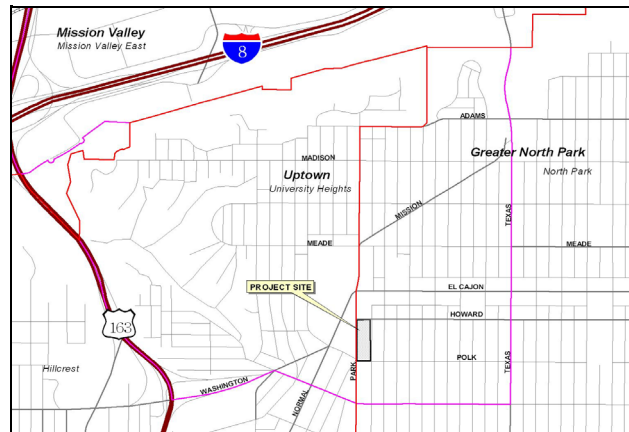 Mission Valley
Mission Valley East
8
ADAMS
Greater North Park
North Park
MADISON
Uptown
University Heights
MISSION
TEXAS
MEADE
MEADE
PROJECT SITE
EL CAJON
HOWARD
163
Hillcrest
POLK
PARK
TEXAS
WASHINGTON
NORMAL